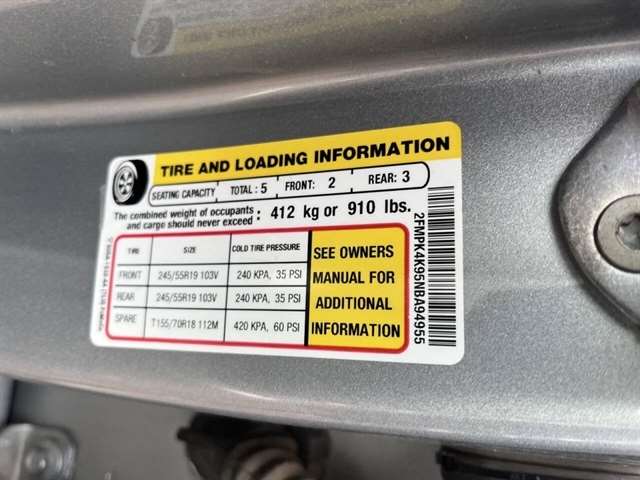 TIRE AND LOADING INFORMATION
SEATING CAPACITY TOTAL : 5 FRONT: 2 REAR: 3
The combined weight of occupants
and cargo should never exceed : 412 kg or 910 lbs.
TIRE SIZE COLD TIRE PRESSURE
FRONT 245/55R19 103V 240 KPA, 35 PSI
REAR 245/55R19 103V 240 KPA, 35 PSI
SPARE T155/70R18 112M 420 KPA, 60 PSI
SEE OWNERS
MANUAL FOR
ADDITIONAL
INFORMATION
2FMPK4K95NBA94955